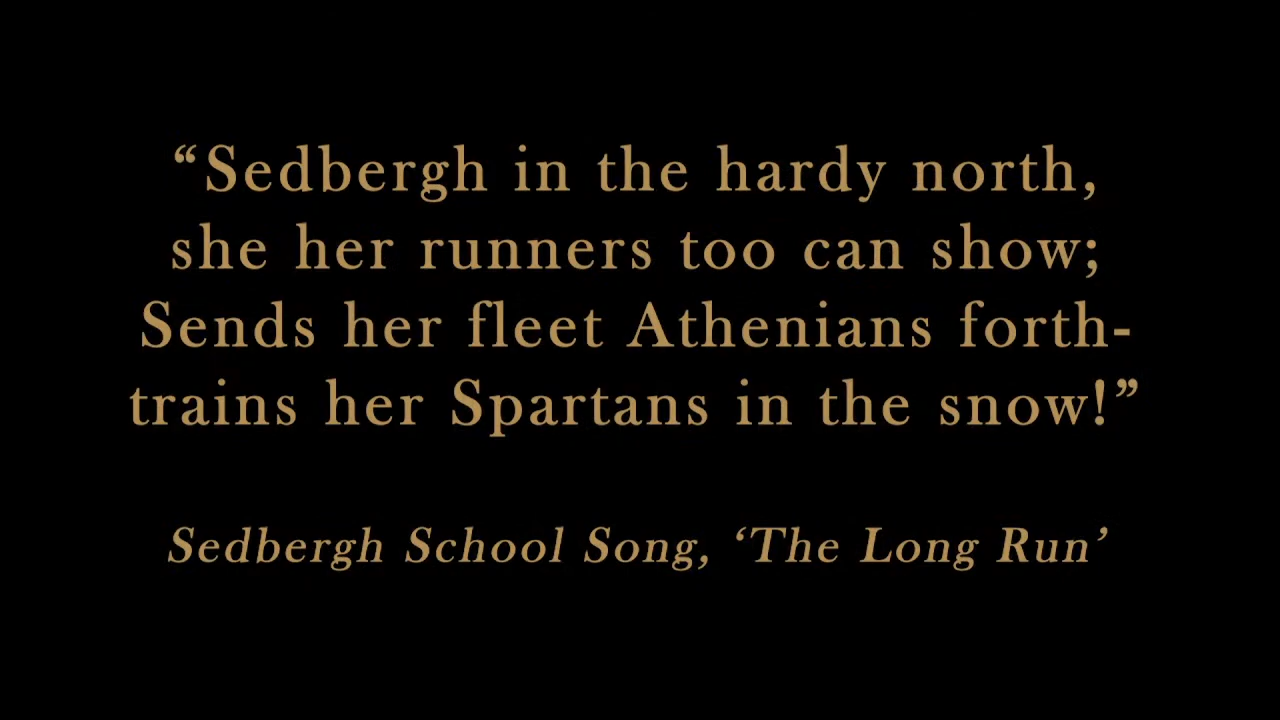 “Sedbergh in the hardy north,
she her runners too can show;
Sends her fleet Athenians forth-
trains her Spartans in the snow!”
Sedbergh School Song, ‘The Long Run’